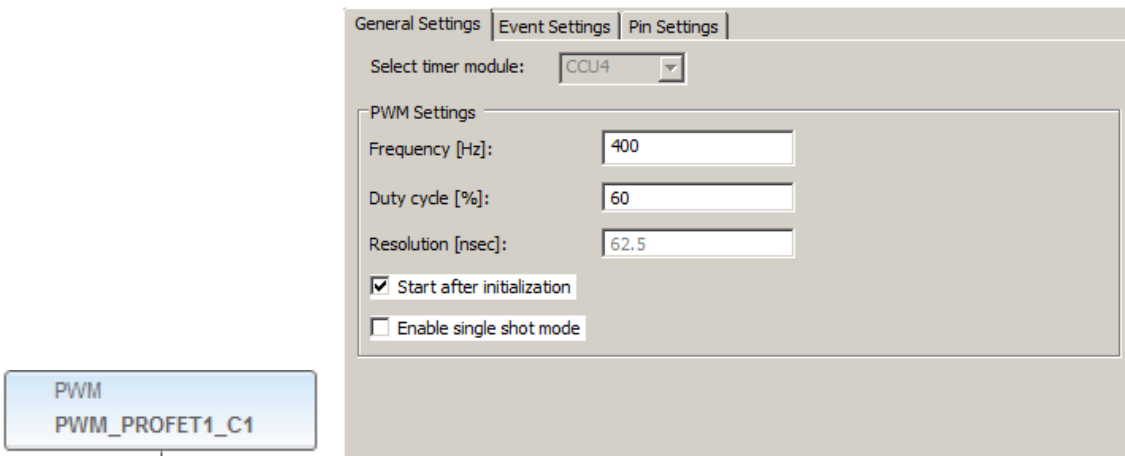 General Settings Event Settings Pin Settings
Select timer module: CCU4
PWM Settings
Frequency [Hz]: 400
Duty cycle [%]: 60
Resolution [nsec]: 62.5
Start after initialization
Enable single shot mode
PWM
PWM_PROFET1_C1